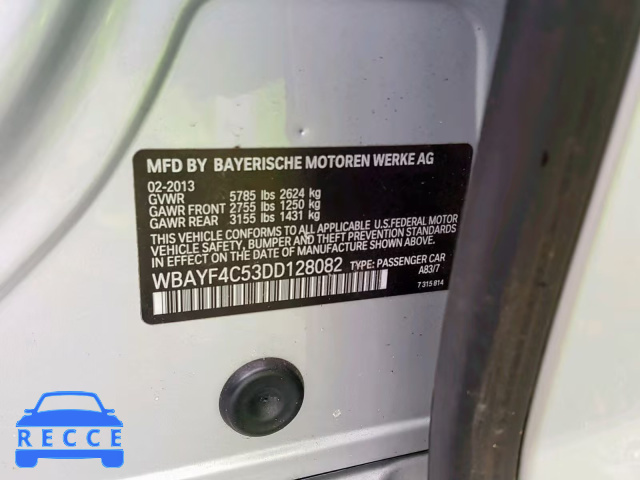 MFD BY BAYERISCHE MOTOREN WERKE AG
02-2013
GVWR 5785 lbs 2624 kg
GAWR FRONT 2755 lbs 1250 kg
GAWR REAR 3155 lbs 1431 kg
THIS VEHICLE CONFORMS TO ALL APPLICABLE U.S.FEDERAL MOTOR
VEHICLE SAFETY, BUMPER AND THEFT PREVENTION STANDARDS
IN EFFECT ON THE DATE OF MANUFACTURE SHOWN ABOVE.
WBAYF4C53DD128082 TYPE: PASSENGER CAR
A83/7
7 315 814
RECCE